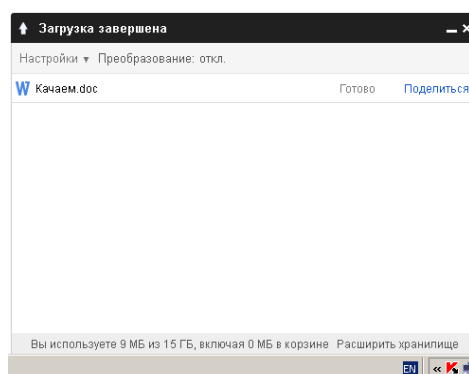 Загрузка завершена
Настройки Преобразование: откл.
W Качаем.doc Готово Поделиться
Вы используете 9 МБ из 15 ГБ, включая 0 МБ в корзине Расширить хранилище
EN «